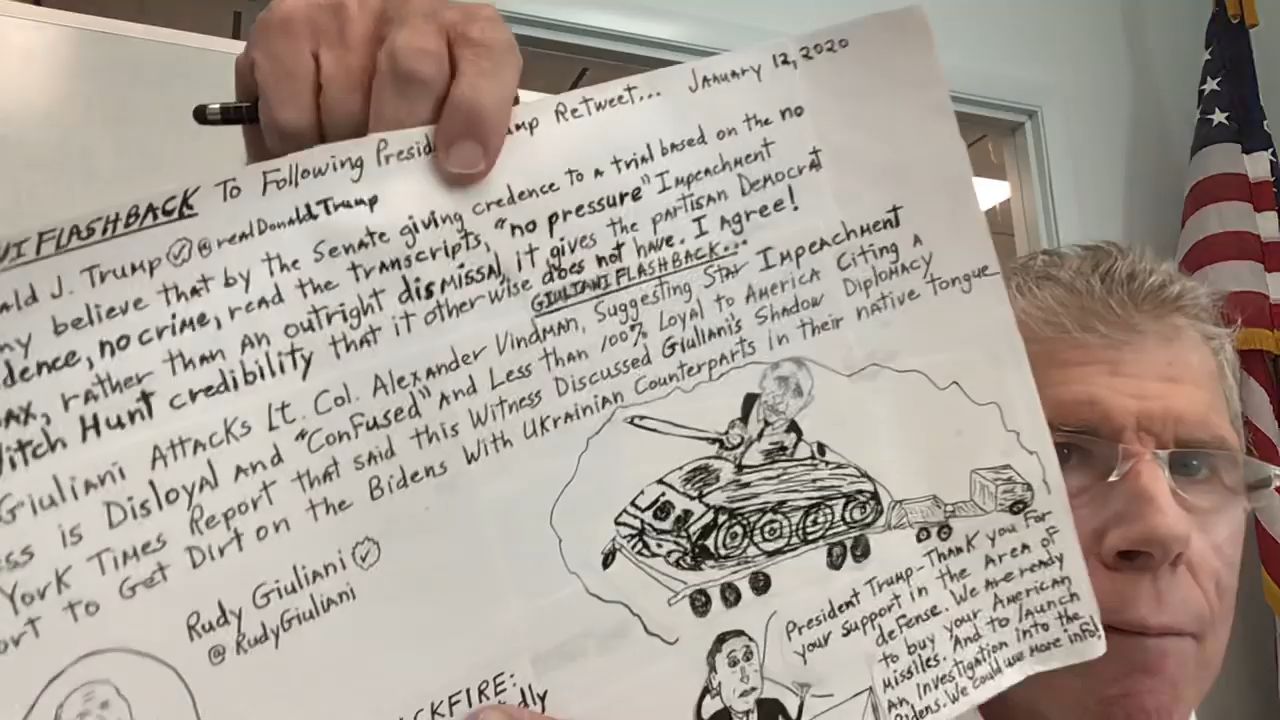 FLASHBACK To Following Presid mp Retweet... JANUARY 12, 2020
ald J. Trump @realDonaldTrump
ny believe that by the Senate giving credence to a trial based on the no
dence, no crime, read the transcripts, "no pressure" Impeachment
ax, rather than an outright dismissal, it gives the partisan Democrat
itch Hunt credibility that it otherwise does not have. I Agree!
GIULIANI FLASHBACK...
Giuliani Attacks Lt. Col. Alexander Vindman, Suggesting Star Impeachment
ss is Disloyal and "Confused" and Less than 100% Loyal to America Citing A
York Times Report that said this Witness Discussed Giuliani's Shadow Diplomacy
ort to Get Dirt on the Bidens With Ukrainian Counterparts in their native tongue
Rudy Giuliani
@RudyGiuliani
President Trump-Thank you for
your support in the area of
defense. We are ready
to buy your American
missiles. And to launch
An investigation into the
Bidens. We could use more info!
CKFIRE:
dly